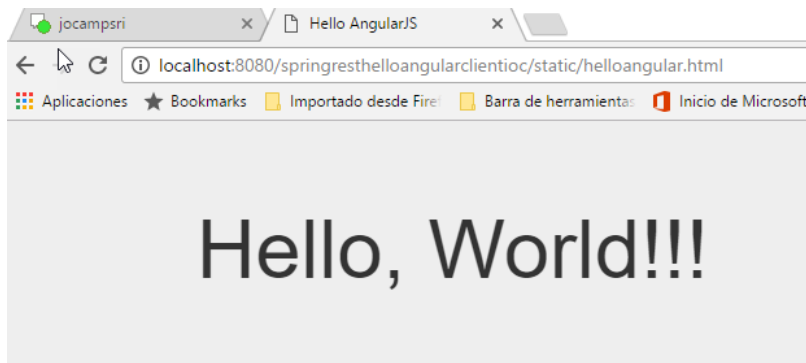 jocampsri Hello AngularJS
localhost:8080/springresthelloangularclientioc/static/helloangular.html
Aplicaciones Bookmarks Importado desde Firef Barra de herramientas Inicio de Microsoft
Hello, World!!!